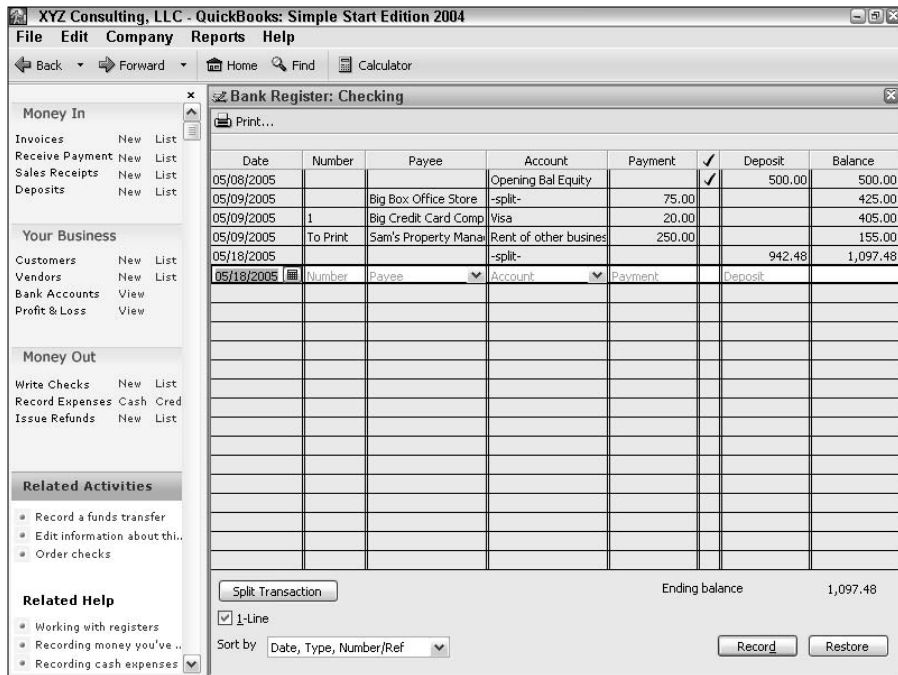 XYZ Consulting, LLC - QuickBooks: Simple Start Edition 2004
File Edit Company Reports Help
Back Forward Home Find Calculator
Money In
Invoices New List
Receive Payment New List
Sales Receipts New List
Deposits New List
Your Business
Customers New List
Vendors New List
Bank Accounts View
Profit & Loss View
Money Out
Write Checks New List
Record Expenses Cash Cred
Issue Refunds New List
Related Activities
Record a funds transfer
Edit information about thi..
Order checks
Related Help
Working with registers
Recording money you've ..
Recording cash expenses
Bank Register: Checking
Print...
Date Number Payee Account Payment ✓ Deposit Balance
05/08/2005 Opening Bal Equity ✓ 500.00 500.00
05/09/2005 Big Box Office Store -split- 75.00 425.00
05/09/2005 1 Big Credit Card Comp Visa 20.00 405.00
05/09/2005 To Print Sam's Property Mana Rent of other busines 250.00 155.00
05/18/2005 -split- 942.48 1,097.48
05/18/2005 Number Payee Account Payment Deposit
Split Transaction Ending balance 1,097.48
1-Line
Sort by Date, Type, Number/Ref Record Restore